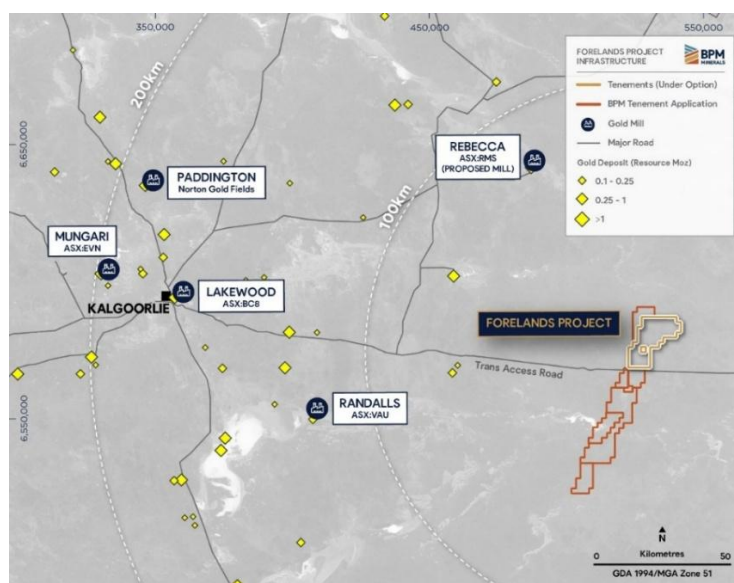 350,000
450,000
550,000
200km
100km
6,650,000
6,550,000
FORELANDS PROJECT
INFRASTRUCTURE
BPM
MINERALS
Tenements (Under Option)
BPM Tenement Application
Gold Mill
Major Road
Gold Deposit (Resource Moz)
0.1 - 0.25
0.25 - 1
>1
REBECCA
ASX:RMS
(PROPOSED MILL)
PADDINGTON
Norton Gold Fields
MUNGARI
ASX:EVN
LAKEWOOD
ASX:BC8
KALGOORLIE
FORELANDS PROJECT
Trans Access Road
RANDALLS
ASX:VAU
N
0
Kilometres
50
GDA 1994/MGA Zone 51